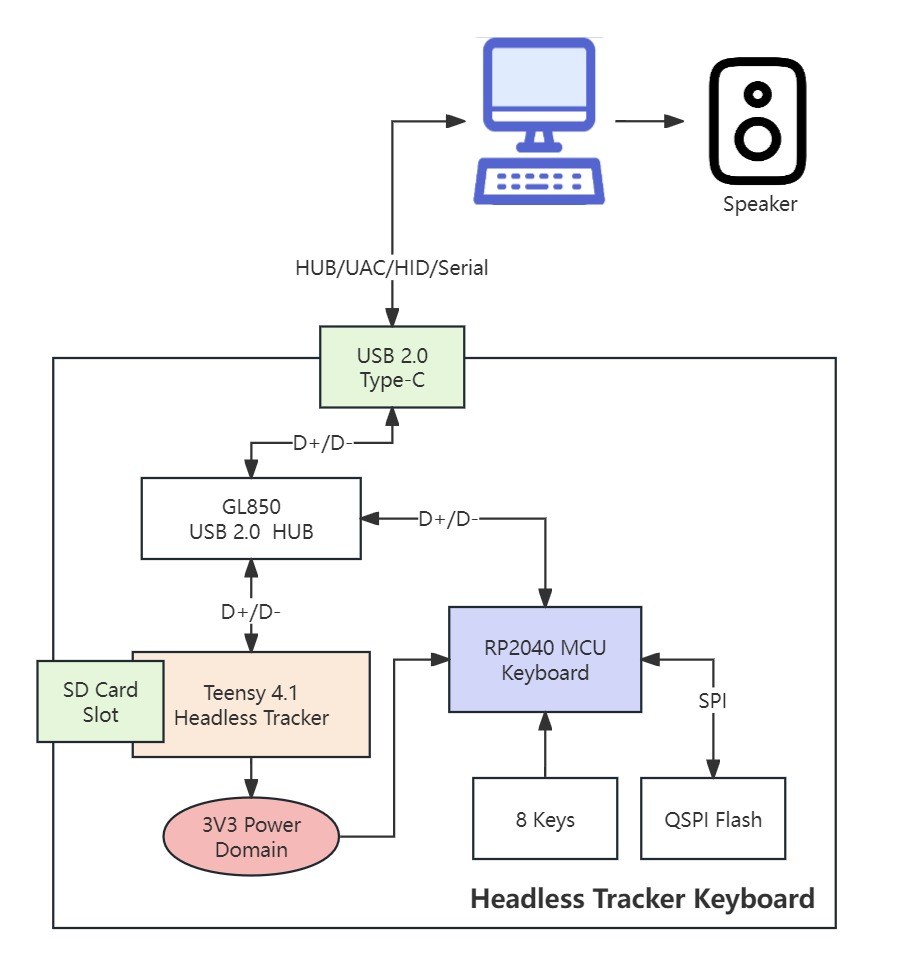 Speaker
HUB/UAC/HID/Serial
USB 2.0
Type-C
D+/D-
GL850
USB 2.0 HUB
D+/D-
D+/D-
RP2040 MCU
Keyboard
SD Card
Slot
Teensy 4.1
Headless Tracker
SPI
3V3 Power
Domain
8 Keys
QSPI Flash
Headless Tracker Keyboard